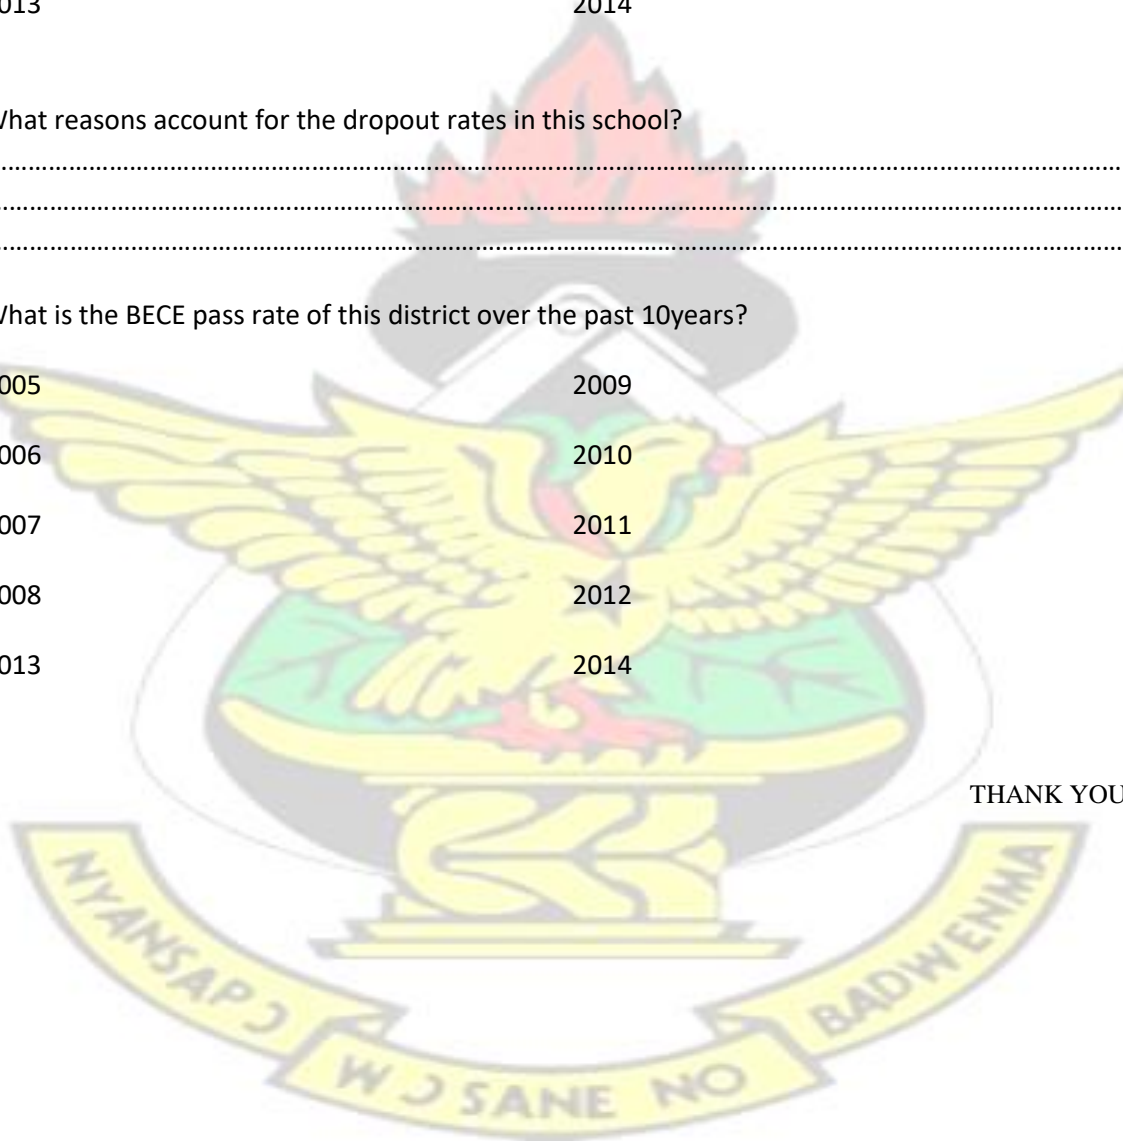 013 2014
What reasons account for the dropout rates in this school?
................................................................................................................................
................................................................................................................................
................................................................................................................................
What is the BECE pass rate of this district over the past 10years?
005 2009
006 2010
007 2011
008 2012
013 2014
THANK YOU
NYANSAPƆ
WƆ SANE NO
BADWENMA